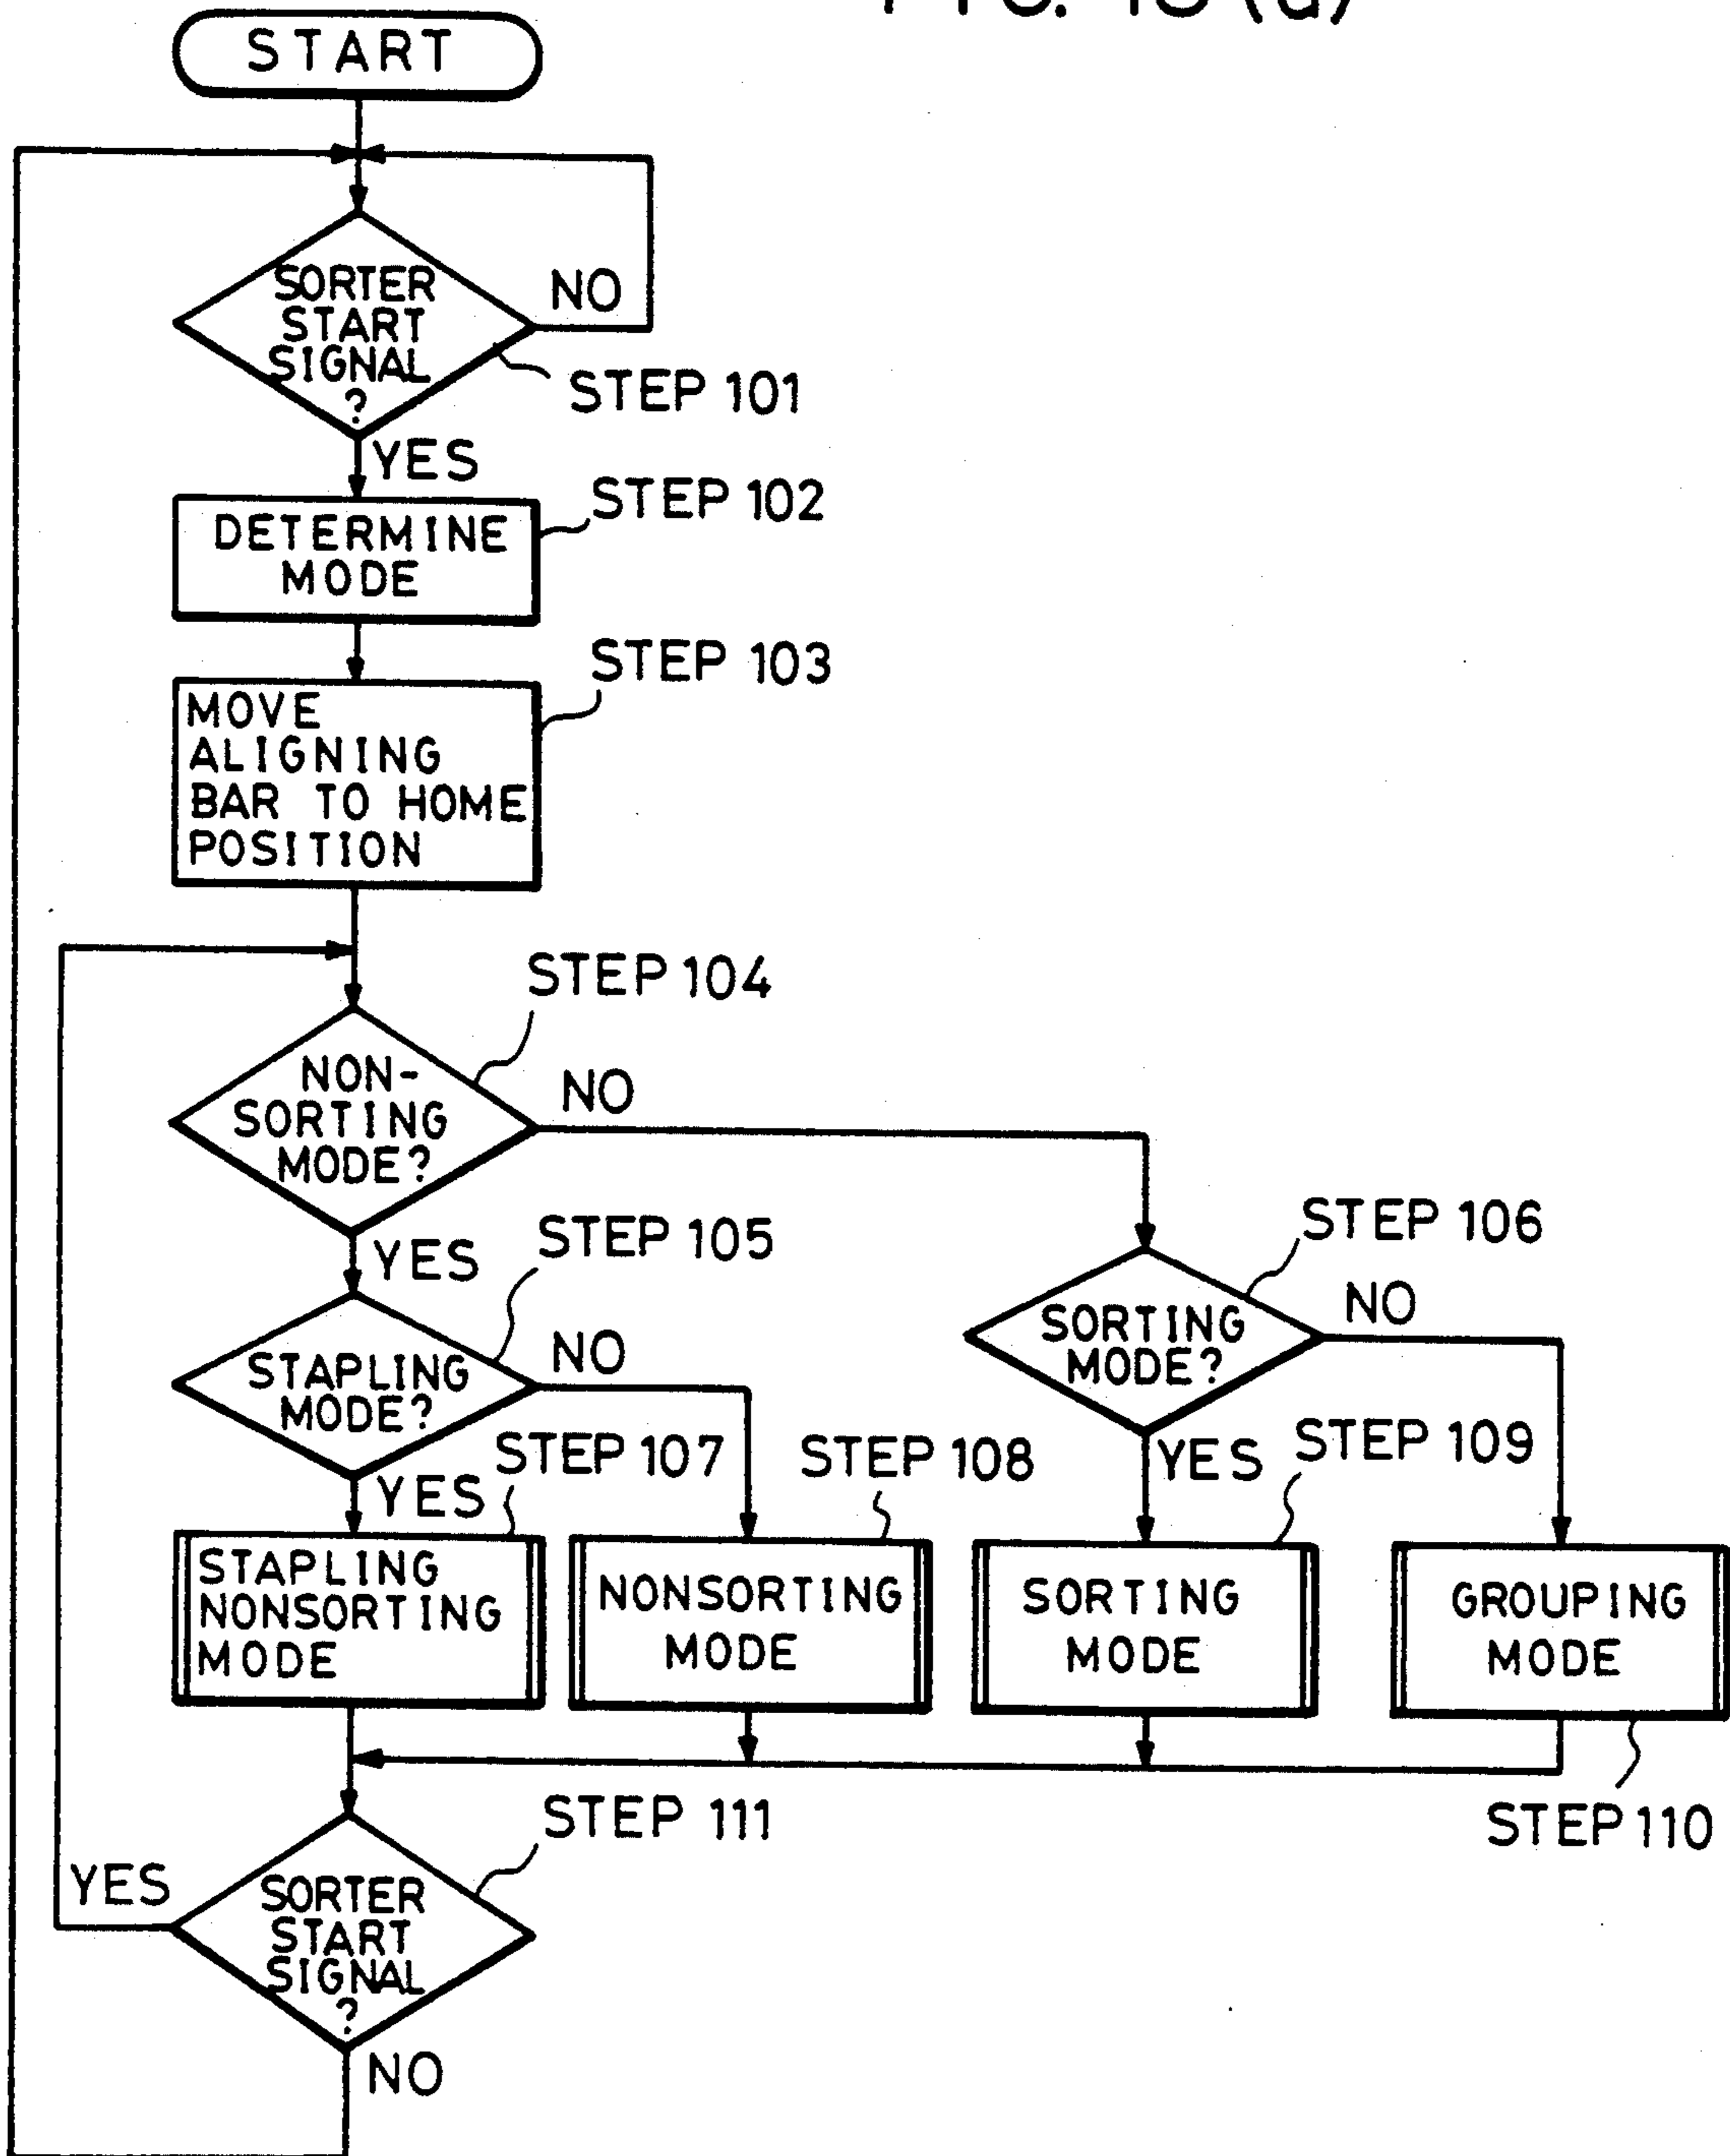 START
SORTER
START
SIGNAL
?
NO
STEP 101
YES
DETERMINE
MODE
STEP 102
MOVE
ALIGNING
BAR TO HOME
POSITION
STEP 103
STEP 104
NON-
SORTING
MODE?
NO
YES
STEP 105
STEP 106
STAPLING
MODE?
NO
SORTING
MODE?
NO
YES
STEP 107
STEP 108
YES
STEP 109
STAPLING
NONSORTING
MODE
NONSORTING
MODE
SORTING
MODE
GROUPING
MODE
STEP 110
STEP 111
YES
SORTER
START
SIGNAL
?
NO